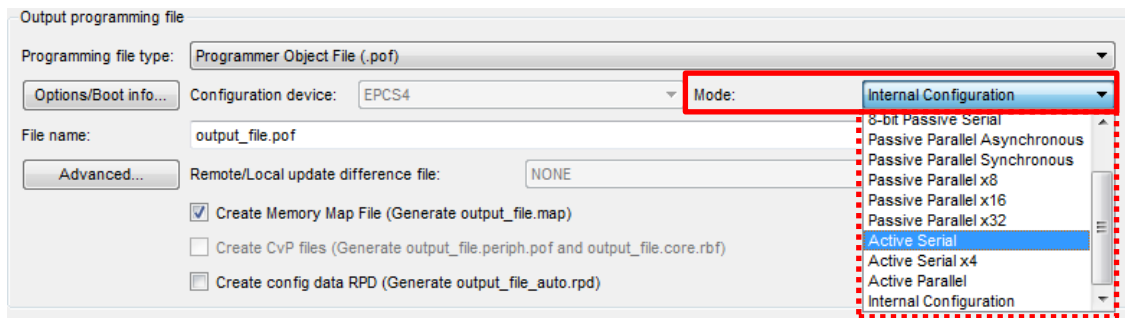 Output programming file
Programming file type: Programmer Object File (.pof)
Options/Boot info... Configuration device: EPCS4 Mode: Internal Configuration
8-bit Passive Serial
File name: output_file.pof
Passive Parallel Asynchronous
Passive Parallel Synchronous
Advanced... Remote/Local update difference file: NONE
Passive Parallel x8
Passive Parallel x16
Create Memory Map File (Generate output_file.map)
Passive Parallel x32
Active Serial
Create CvP files (Generate output_file.periph.pof and output_file.core.rbf)
Active Serial x4
Create config data RPD (Generate output_file_auto.rpd)
Active Parallel
Internal Configuration